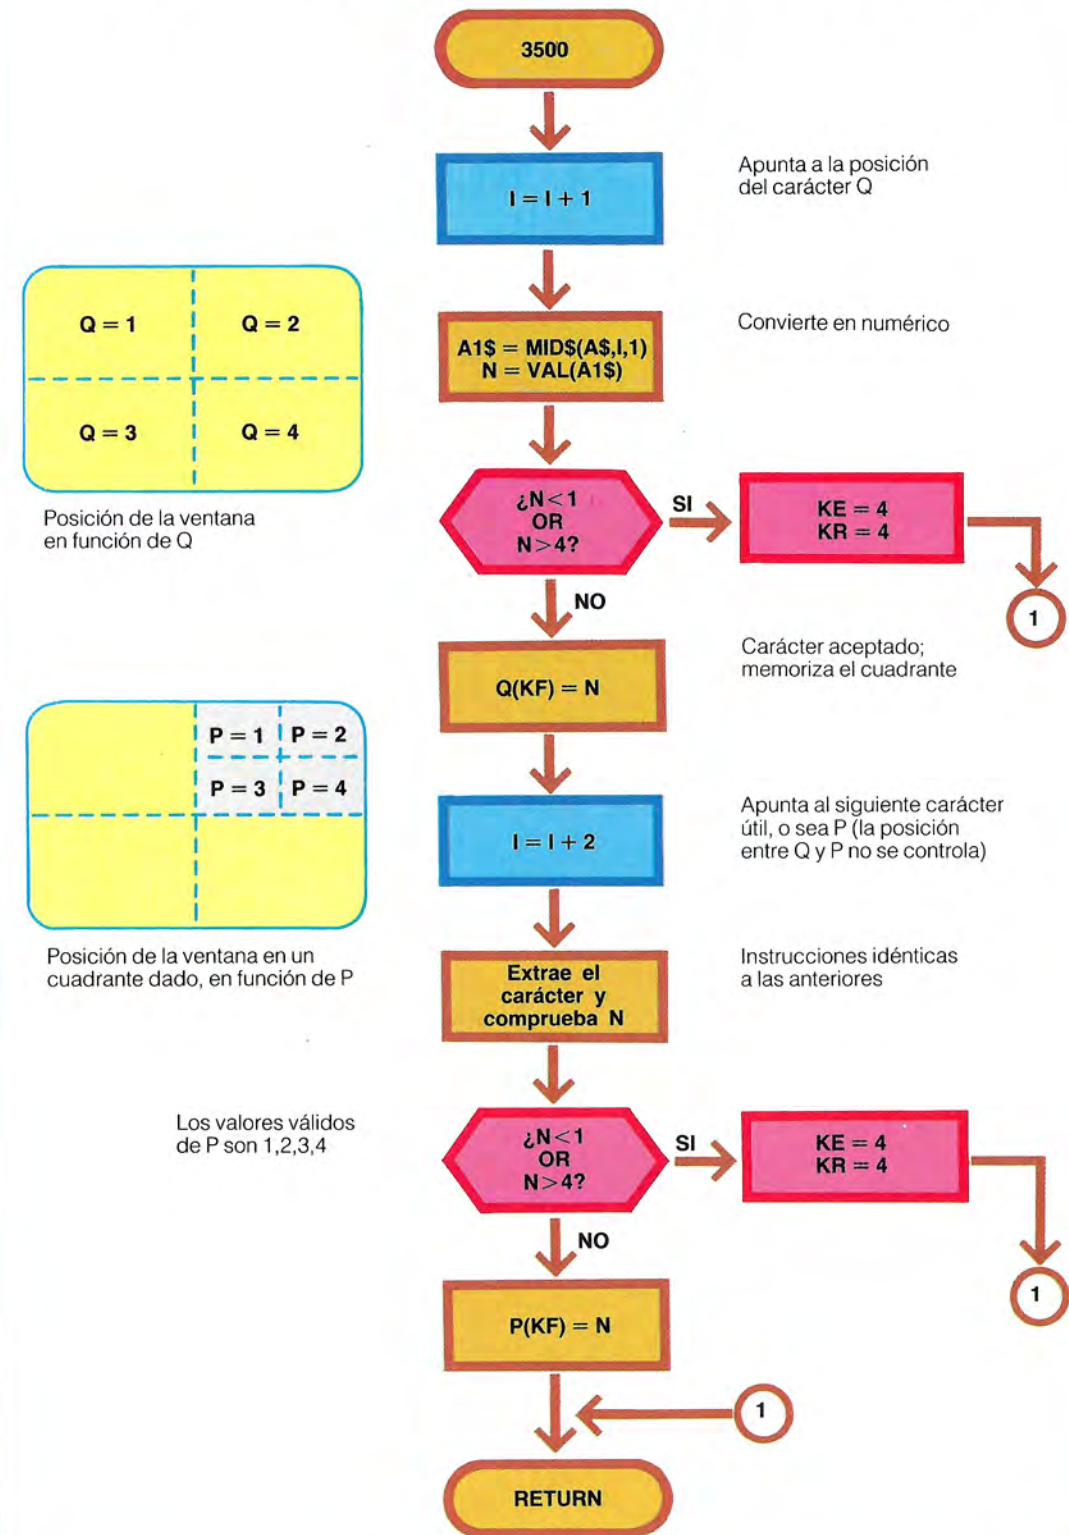 3500
I = I + 1
Apunta a la posición
del carácter Q
A1$ = MID$(A$,I,1)
N = VAL(A1$)
Convierte en numérico
Q = 1
Q = 2
Q = 3
Q = 4
Posición de la ventana
en función de Q
¿N<1
OR
N>4?
SI
KE = 4
KR = 4
1
NO
Q(KF) = N
Carácter aceptado;
memoriza el cuadrante
P = 1
P = 2
P = 3
P = 4
Posición de la ventana en un
cuadrante dado, en función de P
I = I + 2
Apunta al siguiente carácter
útil, o sea P (la posición
entre Q y P no se controla)
Extrae el
carácter y
comprueba N
Instrucciones idénticas
a las anteriores
Los valores válidos
de P son 1,2,3,4
¿N<1
OR
N>4?
SI
KE = 4
KR = 4
1
NO
P(KF) = N
1
RETURN